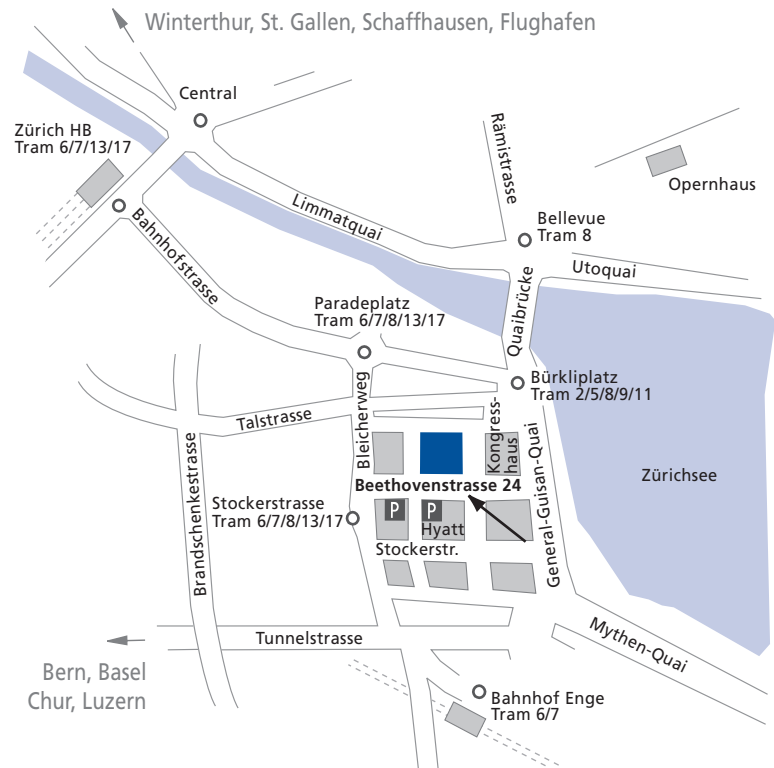 Winterthur, St. Gallen, Schaffhausen, Flughafen
Central
Zürich HB
Tram 6/7/13/17
Rämistrasse
Opernhaus
Limmatquai
Bellevue
Tram 8
Bahnhofstrasse
Utoquai
Quaibrücke
Paradeplatz
Tram 6/7/8/13/17
Bürkliplatz
Tram 2/5/8/9/11
Talstrasse
Bleicherweg
Kongress-
haus
General-Guisan-Quai
Zürichsee
Brandschenkestrasse
Beethovenstrasse 24
Stockerstrasse
Tram 6/7/8/13/17
P
P
Hyatt
Stockerstr.
Tunnelstrasse
Mythen-Quai
Bern, Basel
Chur, Luzern
Bahnhof Enge
Tram 6/7